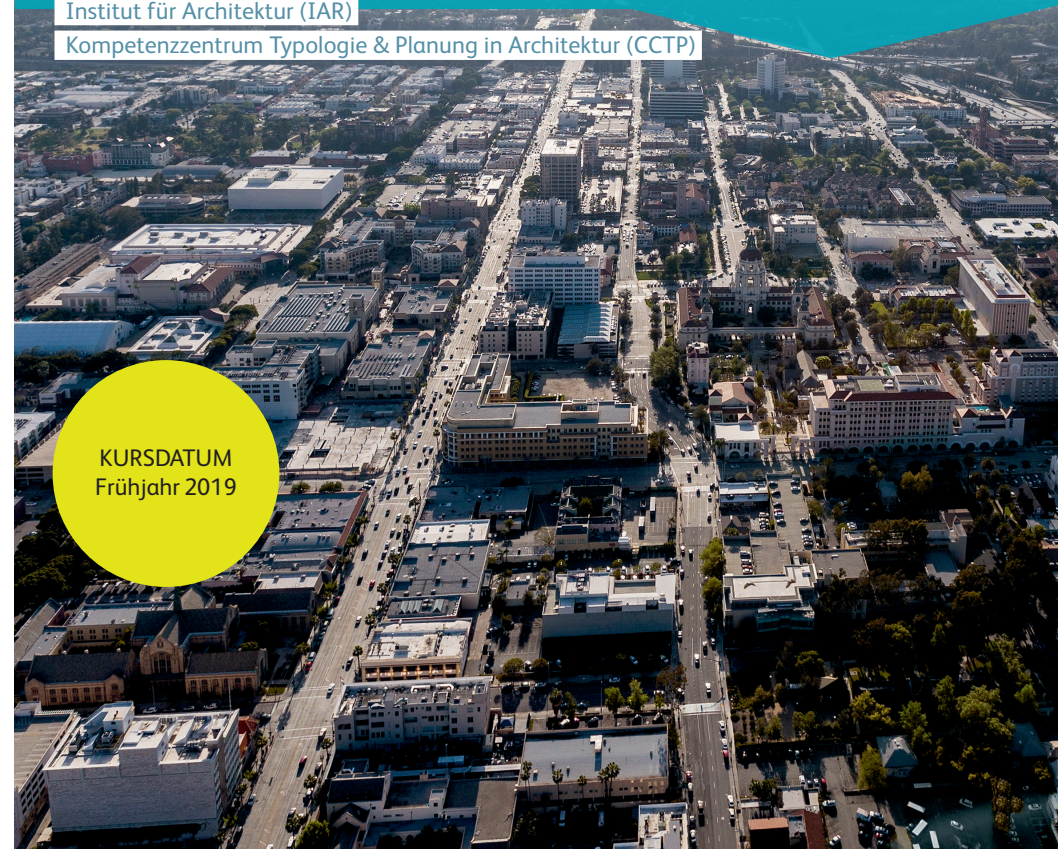 Institut für Architektur (IAR)
Kompetenzzentrum Typologie & Planung in Architektur (CCTP)
KURSDATUM
Frühjahr 2019